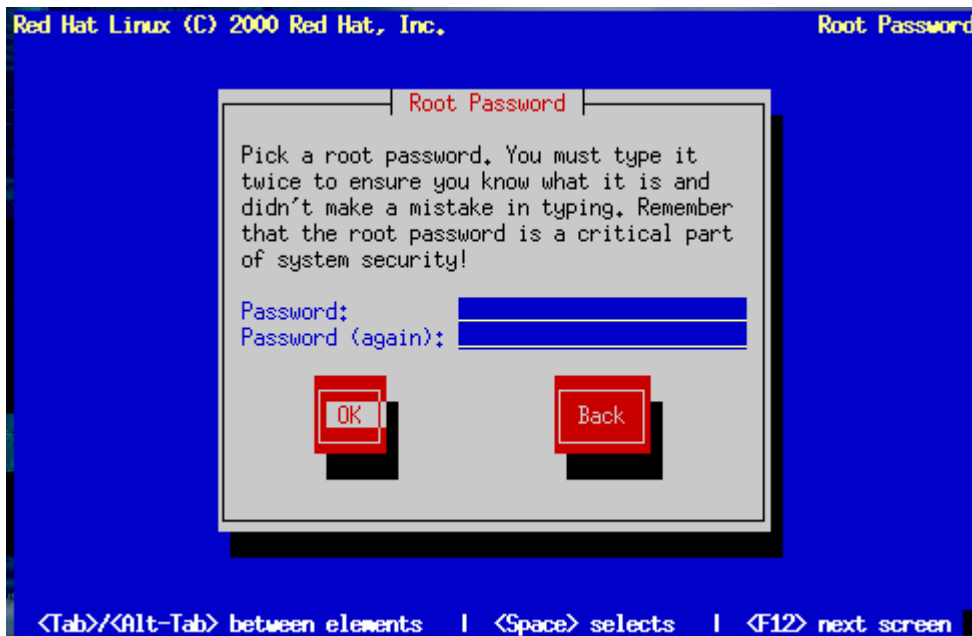 Red Hat Linux (C) 2000 Red Hat, Inc. Root Password
Root Password
Pick a root password. You must type it
twice to ensure you know what it is and
didn't make a mistake in typing. Remember
that the root password is a critical part
of system security!
Password:
Password (again):
OK Back
<Tab>/<Alt-Tab> between elements | <Space> selects | <F12> next screen